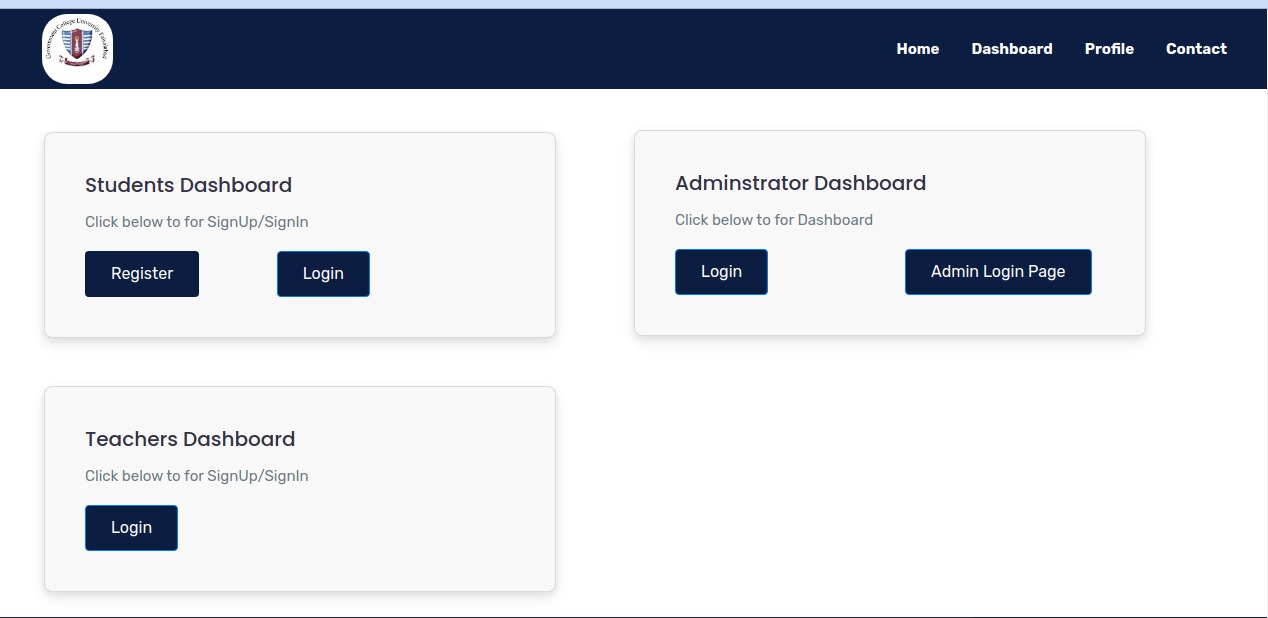 Government College University Faisalabad
Home Dashboard Profile Contact
Students Dashboard
Click below to for SignUp/SignIn
Register Login
Adminstrator Dashboard
Click below to for Dashboard
Login Admin Login Page
Teachers Dashboard
Click below to for SignUp/SignIn
Login